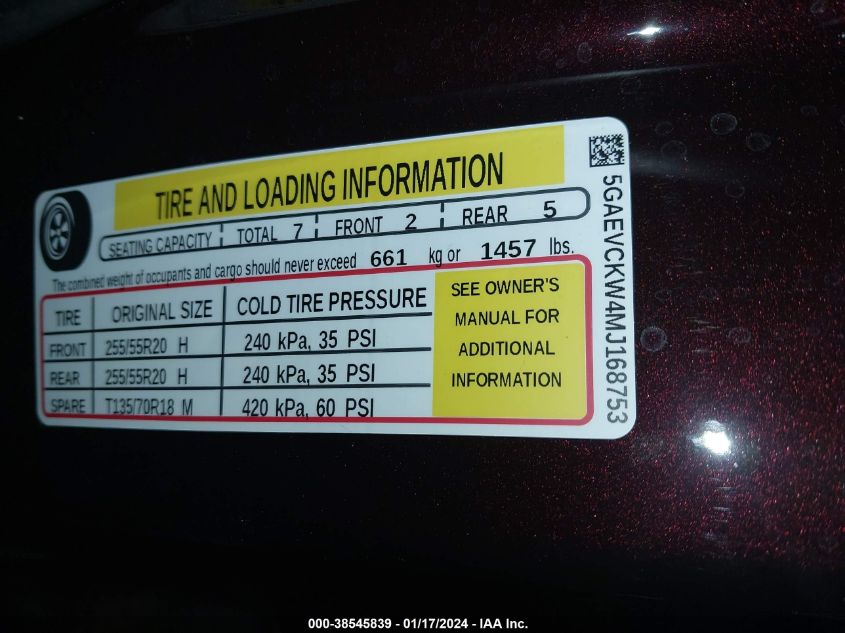 TIRE AND LOADING INFORMATION
SEATING CAPACITY TOTAL 7 FRONT 2 REAR 5
The combined weight of occupants and cargo should never exceed 661 kg or 1457 lbs.
TIRE ORIGINAL SIZE COLD TIRE PRESSURE
FRONT 255/55R20 H 240 kPa, 35 PSI
REAR 255/55R20 H 240 kPa, 35 PSI
SPARE T135/70R18 M 420 kPa, 60 PSI
SEE OWNER'S
MANUAL FOR
ADDITIONAL
INFORMATION
5GAEVCKW4MJ168753
000-38545839 - 01/17/2024 - IAA Inc.